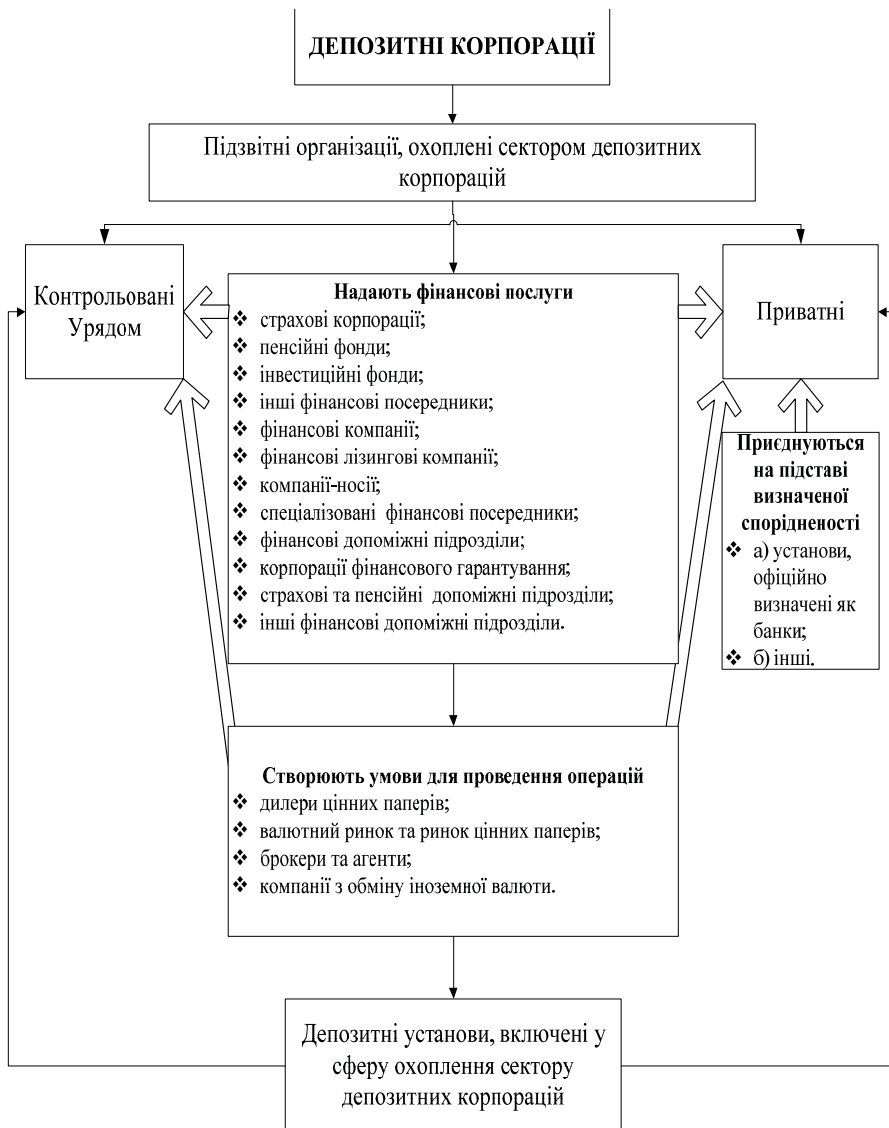 ДЕПОЗИТНІ КОРПОРАЦІЇ
Підзвітні організації, охоплені сектором депозитних
корпорацій
Контрольовані
Урядом
Надають фінансові послуги
❖ страхові корпорації;
❖ пенсійні фонди;
❖ інвестиційні фонди;
❖ інші фінансові посередники;
❖ фінансові компанії;
❖ фінансові лізингові компанії;
❖ компанії-носії;
❖ спеціалізовані фінансові посередники;
❖ фінансові допоміжні підрозділи;
❖ корпорації фінансового гарантування;
❖ страхові та пенсійні допоміжні підрозділи;
❖ інші фінансові допоміжні підрозділи.
Приватні
Приєднуються
на підставі
визначеної
спорідненості
❖ а) установи,
офіційно
визначені як
банки;
❖ б) інші.
Створюють умови для проведення операцій
❖ дилери цінних паперів;
❖ валютний ринок та ринок цінних паперів;
❖ брокери та агенти;
❖ компанії з обміну іноземної валюти.
Депозитні установи, включені у
сферу охоплення сектору
депозитних корпорацій